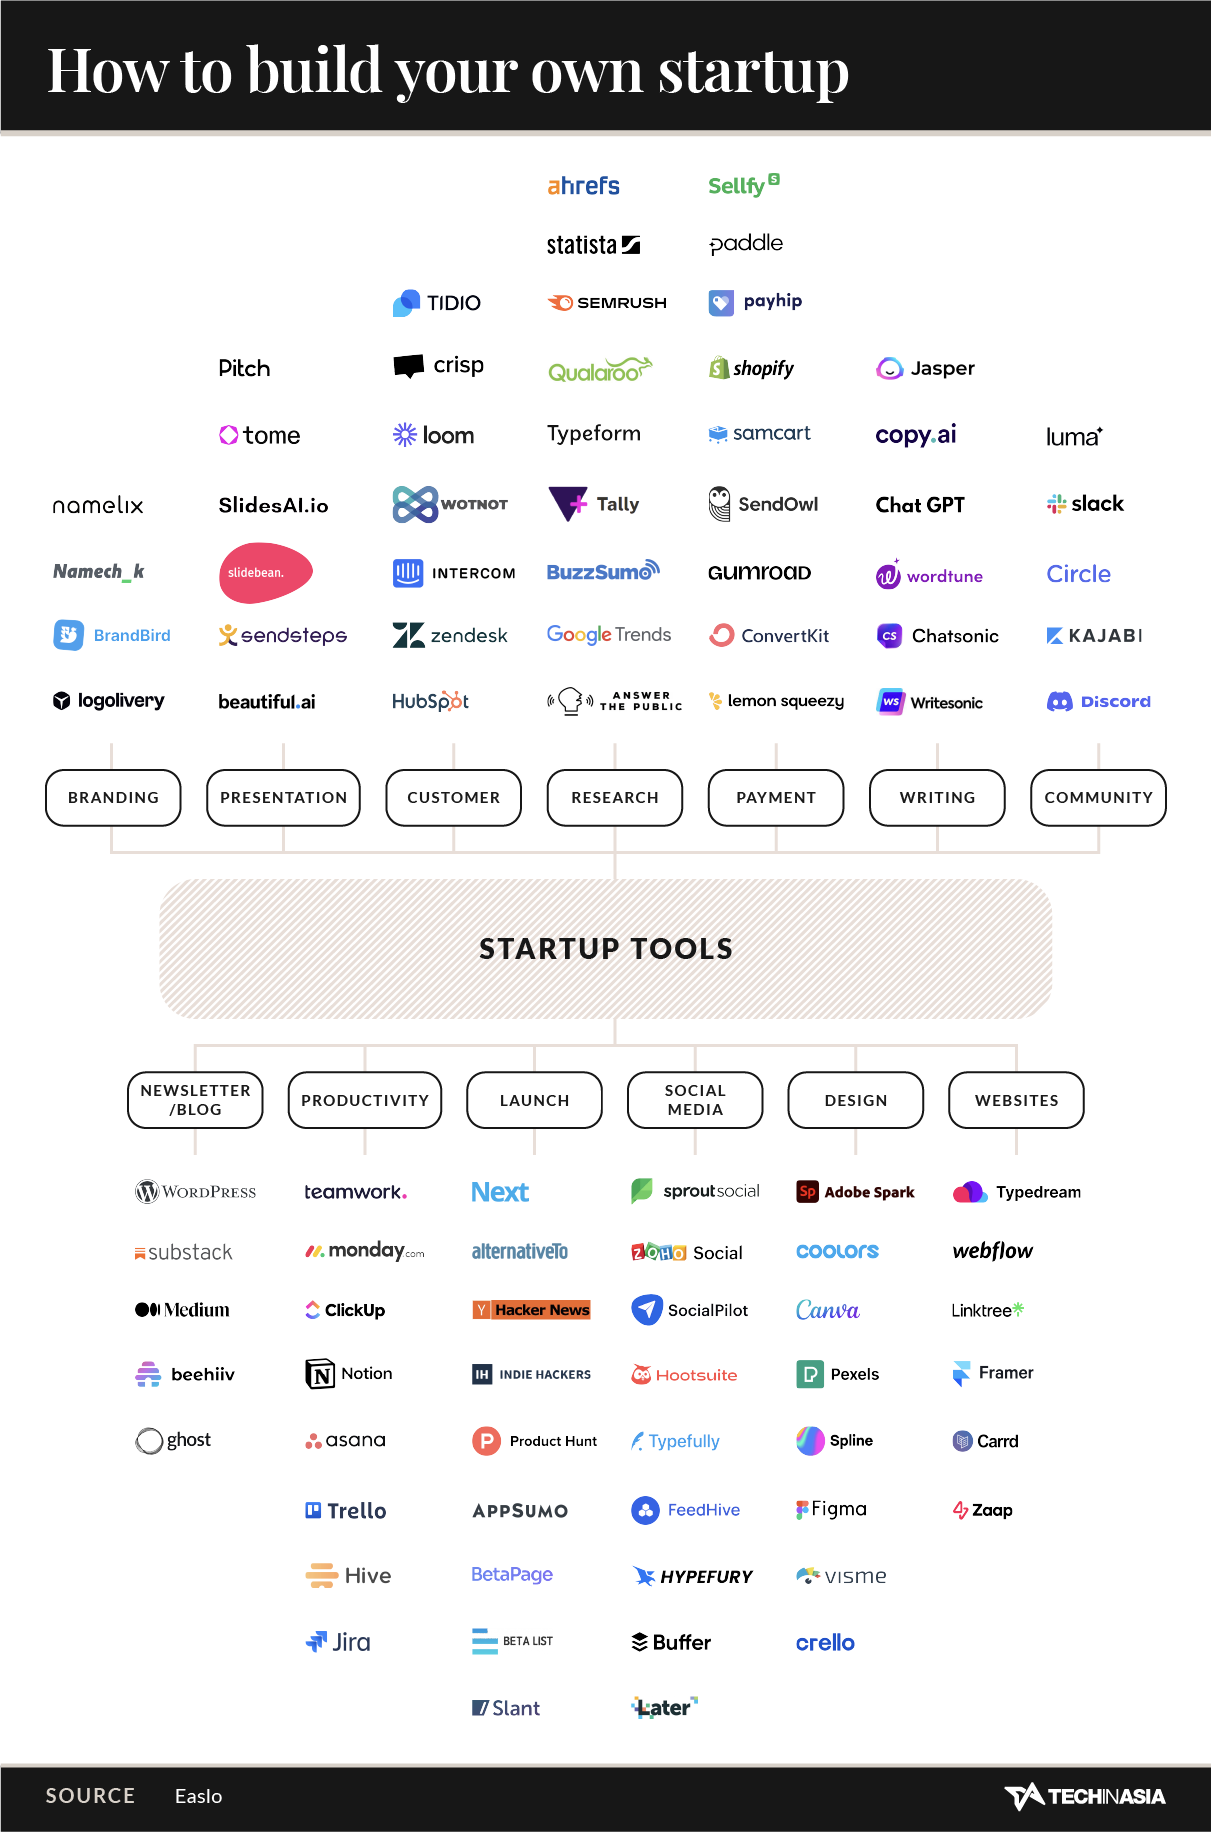 How to build your own startup
ahrefs
Sellfy S
statista
paddle
TIDIO
SEMRUSH
payhip
Pitch
crisp
Qualaroo
shopify
Jasper
tome
loom
Typeform
samcart
copy.ai
luma
namelix
SlidesAI.io
WOTNOT
Tally
SendOwl
Chat GPT
slack
Namech_k
slidebean.
INTERCOM
BuzzSumo
GUMROAD
wordtune
Circle
BrandBird
sendsteps
zendesk
Google Trends
ConvertKit
CS Chatsonic
KAJABI
logolivery
beautiful.ai
HubSpot
ANSWER
THE PUBLIC
lemon squeezy
WS Writesonic
Discord
BRANDING
PRESENTATION
CUSTOMER
RESEARCH
PAYMENT
WRITING
COMMUNITY
STARTUP TOOLS
NEWSLETTER
/BLOG
PRODUCTIVITY
LAUNCH
SOCIAL
MEDIA
DESIGN
WEBSITES
WORDPRESS
teamwork.
Next
sproutsocial
Sp Adobe Spark
Typedream
substack
monday.com
alternativeTo
ZOHO Social
coolors
webflow
Medium
ClickUp
Y Hacker News
SocialPilot
Canva
Linktree
beehiiv
Notion
IH INDIE HACKERS
Hootsuite
Pexels
Framer
ghost
asana
P Product Hunt
Typefully
Spline
Carrd
Trello
APPSUMO
FeedHive
Figma
Zaap
Hive
BetaPage
HYPEFURY
visme
Jira
BETA LIST
Buffer
crello
Slant
Later
SOURCE Easlo
TECHINASIA